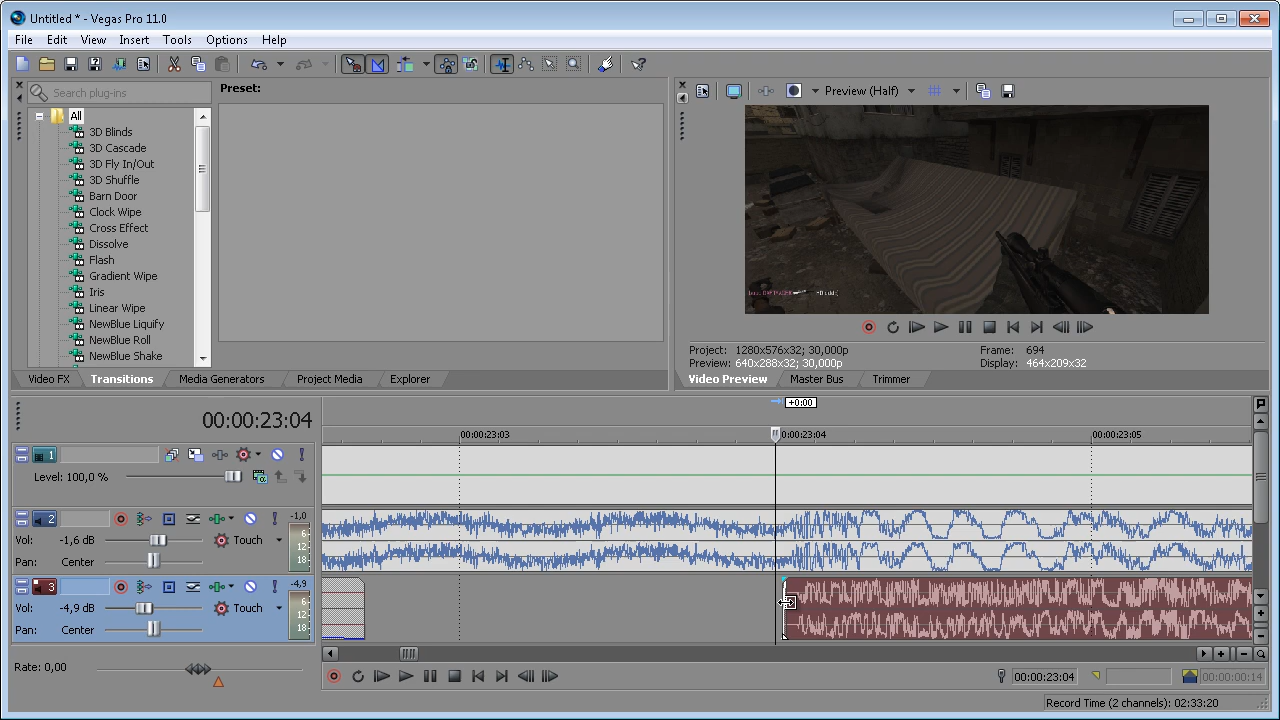 Untitled * - Vegas Pro 11.0
File Edit View Insert Tools Options Help
Search plug-ins
Preset:
All
3D Blinds
3D Cascade
3D Fly In/Out
3D Shuffle
Barn Door
Clock Wipe
Cross Effect
Dissolve
Flash
Gradient Wipe
Iris
Linear Wipe
NewBlue Liquify
NewBlue Roll
NewBlue Shake
Video FX Transitions Media Generators Project Media Explorer
Preview (Half)
Project: 1280x576x32; 30,000p Frame: 694
Preview: 640x288x32; 30,000p Display: 464x209x32
Video Preview Master Bus Trimmer
00:00:23:04
+0:00
00:00:23:03 00:00:23:04 00:00:23:05
1
Level: 100,0 %
2 -1,0
Vol: -1,6 dB Touch 6
12
Pan: Center 18
3 -4,9
Vol: -4,9 dB Touch 6
12
Pan: Center 18
Rate: 0,00
00:00:23:04 00:00:00:14
Record Time (2 channels): 02:33:20